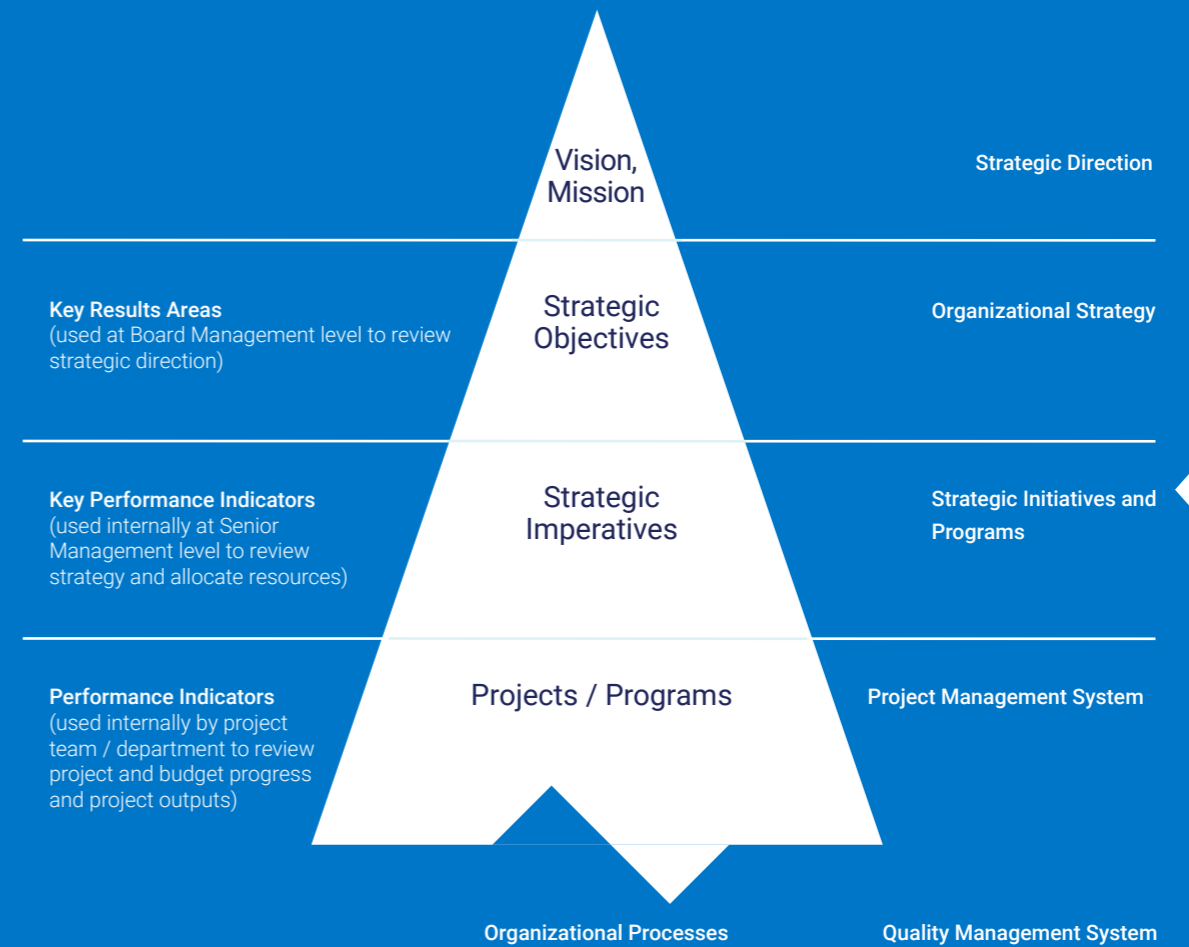 Vision,
Mission
Strategic Direction
Key Results Areas
(used at Board Management level to review
strategic direction)
Strategic
Objectives
Organizational Strategy
Key Performance Indicators
(used internally at Senior
Management level to review
strategy and allocate resources)
Strategic
Imperatives
Strategic Initiatives and
Programs
Performance Indicators
(used internally by project
team / department to review
project and budget progress
and project outputs)
Projects / Programs
Project Management System
Organizational Processes
Quality Management System